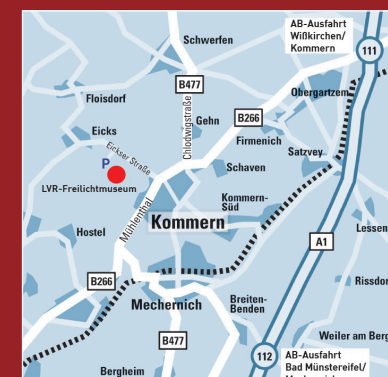 AB-Ausfahrt
Wißkirchen/
Kommern
111
Schwerfen
B477
Obergartzem
Floisdorf
Chlodwigstraße
B266
Gehn
Eicks
Firmenich
Eickser Straße
Satzvey
P
Schaven
LVR-Freilichtmuseum
Kommern-
Süd
Mühlenthal
Kommern
Lessen
Hostel
A1
B266
Rissdor
Mechernich
Breiten-
Benden
B477
Weiler am Berg
112
AB-Ausfahrt
Bad Münstereifel/
Bergheim